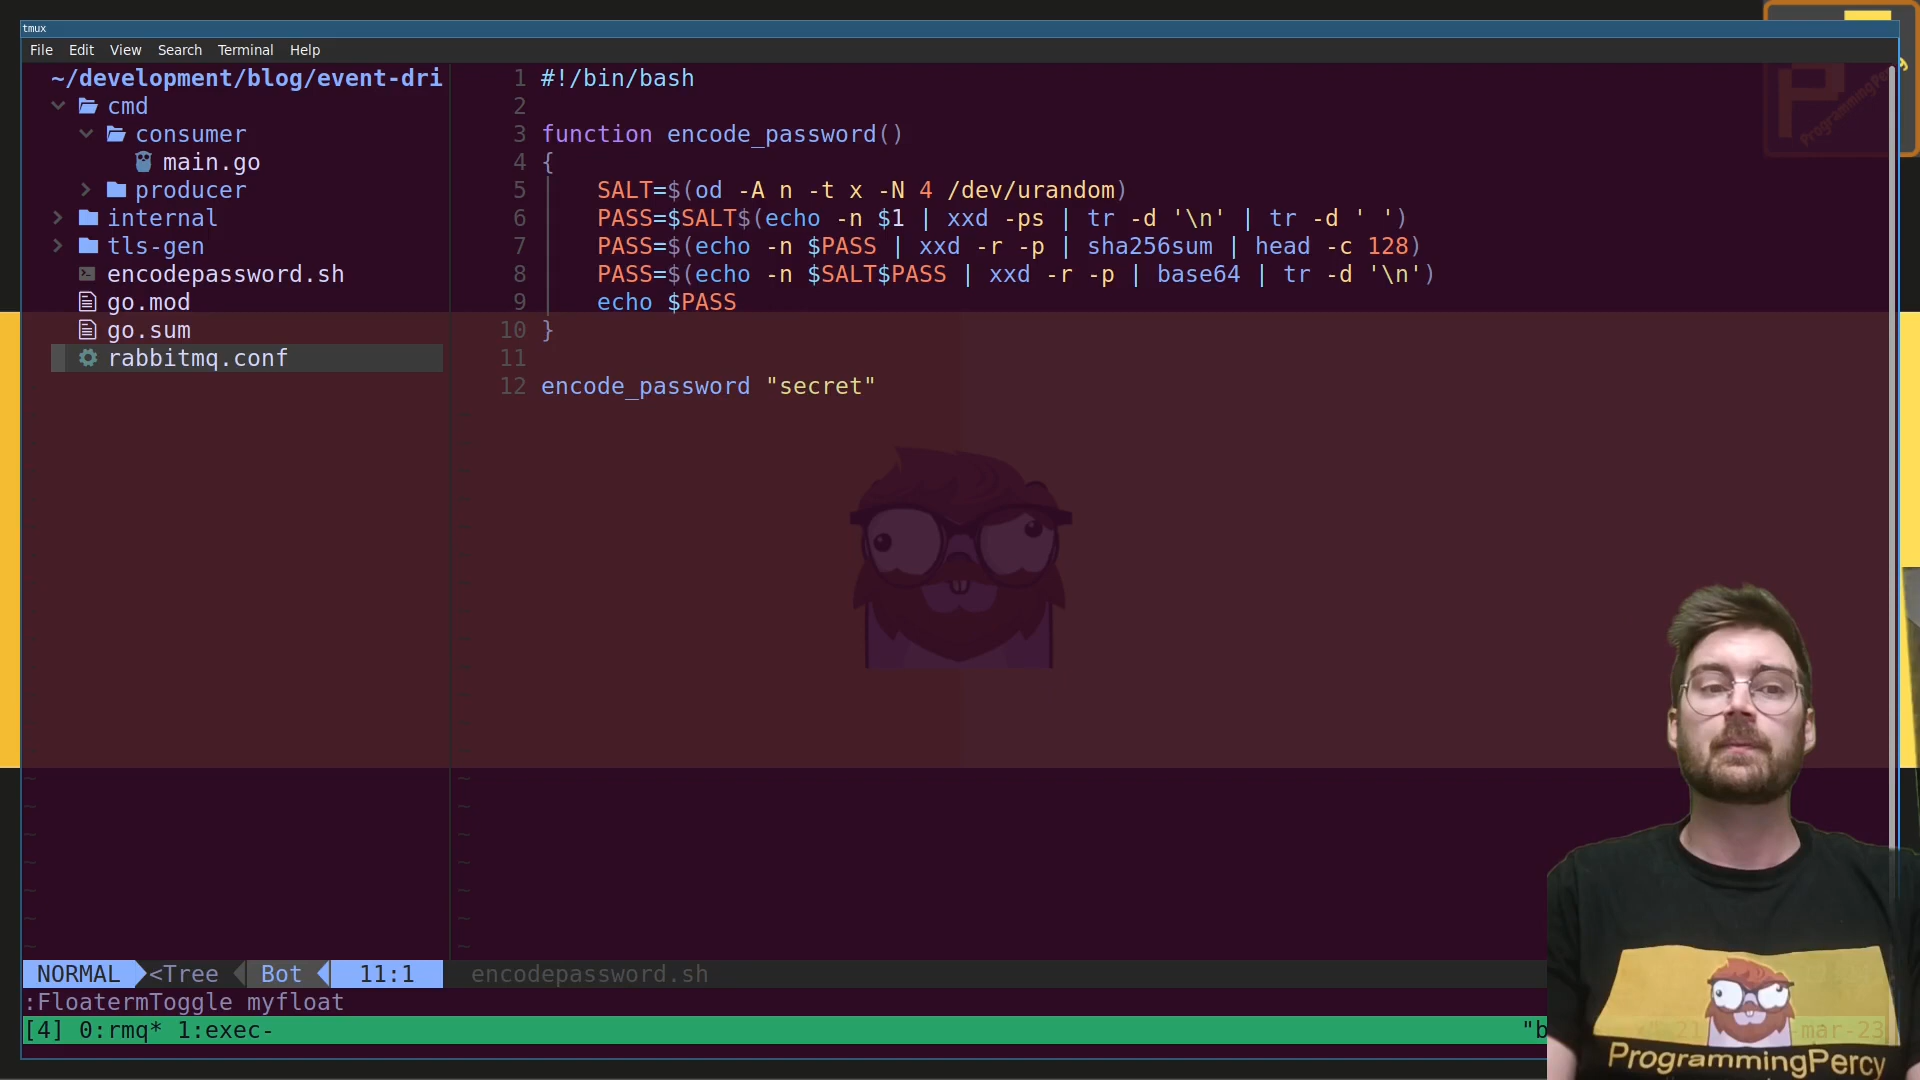 tmux
File Edit View Search Terminal Help
~/development/blog/event-dri
cmd
consumer
main.go
producer
internal
tls-gen
encodepassword.sh
go.mod
go.sum
rabbitmq.conf
1 #!/bin/bash
2
3 function encode_password()
4 {
5 SALT=$(od -A n -t x -N 4 /dev/urandom)
6 PASS=$SALT$(echo -n $1 | xxd -ps | tr -d '\n' | tr -d ' ')
7 PASS=$(echo -n $PASS | xxd -r -p | sha256sum | head -c 128)
8 PASS=$(echo -n $SALT$PASS | xxd -r -p | base64 | tr -d '\n')
9 echo $PASS
10 }
11
12 encode_password "secret"
ProgrammingPercy
NORMAL <Tree Bot 11:1 encodepassword.sh
:FloatermToggle myfloat
[4] 0:rmq* 1:exec- "b -mar-23
ProgrammingPercy